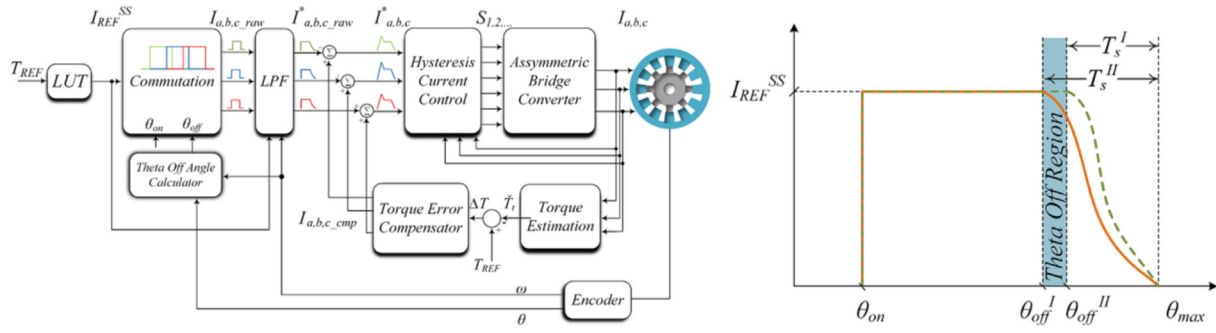 I_REF^SS
I_a,b,c_raw
I*_a,b,c_raw
I*_a,b,c
S_1,2,...
I_a,b,c
T_REF
LUT
Commutation
θ_on
θ_off
LPF
Σ
Σ
Σ
Hysteresis
Current
Control
Assymmetric
Bridge
Converter
Theta Off Angle
Calculator
I_a,b,c_cmp
Torque Error
Compensator
ΔT
Ť_t
T_REF
Torque
Estimation
ω
θ
Encoder
I_REF^SS
T_s^I
T_s^II
Theta Off Region
θ_on
θ_off^I
θ_off^II
θ_max